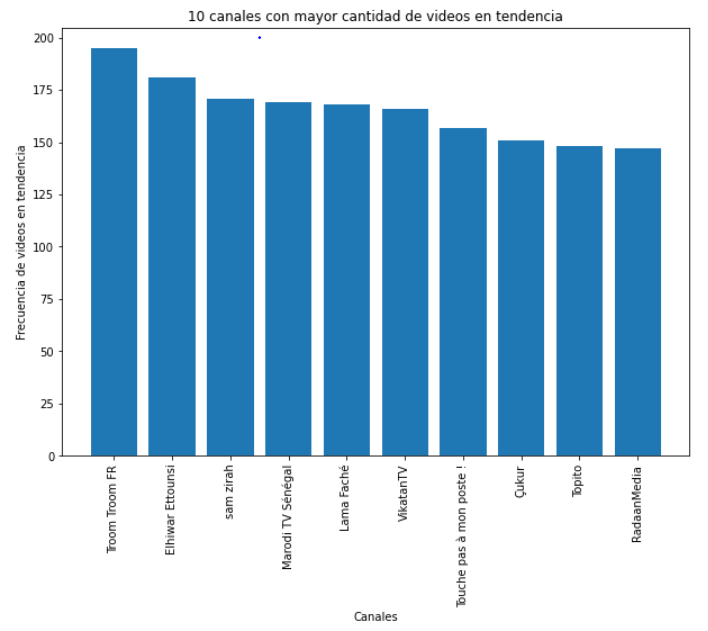 10 canales con mayor cantidad de videos en tendencia
Frecuencia de videos en tendencia
200
175
150
125
100
75
50
25
0
Troom Troom FR
Elhiwar Ettounsi
sam zirah
Marodi TV Sénégal
Lama Faché
VikatanTV
Touche pas à mon poste !
Çukur
Topito
RadaanMedia
Canales